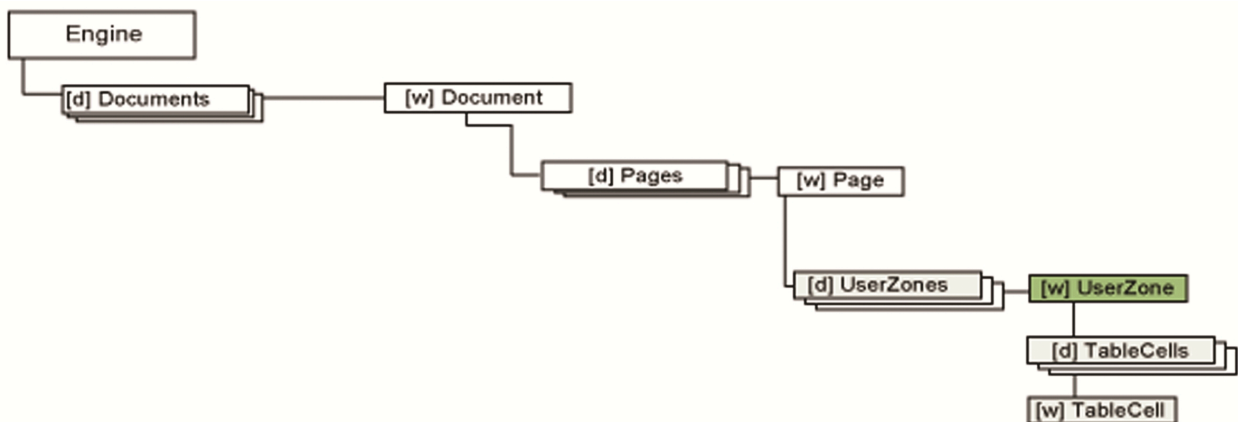 Engine
[d] Documents
[w] Document
[d] Pages
[w] Page
[d] UserZones
[w] UserZone
[d] TableCells
[w] TableCell